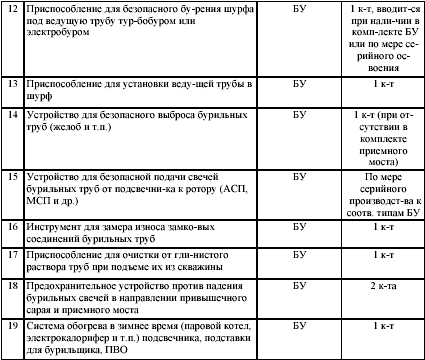 12 Приспособление для безопасного бу-рения шурфа БУ 1 к-т, вводит-ся
под ведущую трубу тур-бобуром или при нали-чии в
электробуром комп-лекте БУ
или по мере се-
рийного ос-
воения
13 Приспособление для установки веду-щей трубы в БУ 1 к-т
шурф
14 Устройство для безопасного выброса бурильных БУ 1 к-т (при от-
труб (желоб и т.п.) сутствии в
комплекте
приемного
моста)
15 Устройство для безопасной подачи свечей БУ По мере
бурильных труб от подсвечни-ка к ротору (АСП, серийного
МСП и др.) производст-ва к
соотв. типам БУ
16 Инструмент для замера износа замко-вых БУ 1 к-т
соединений бурильных труб
17 Приспособление для очистки от гли-нистого БУ 1 к-т
раствора труб при подъеме их из скважины
18 Предохранительное устройство против падения БУ 2 к-та
бурильных свечей в направлении привышечного
сарая и приемного моста
19 Система обогрева в зимнее время (паровой котел, БУ 1 к-т
электрокалорифер и т.п.) подсвечника, подставки
для бурильщика, ПВО